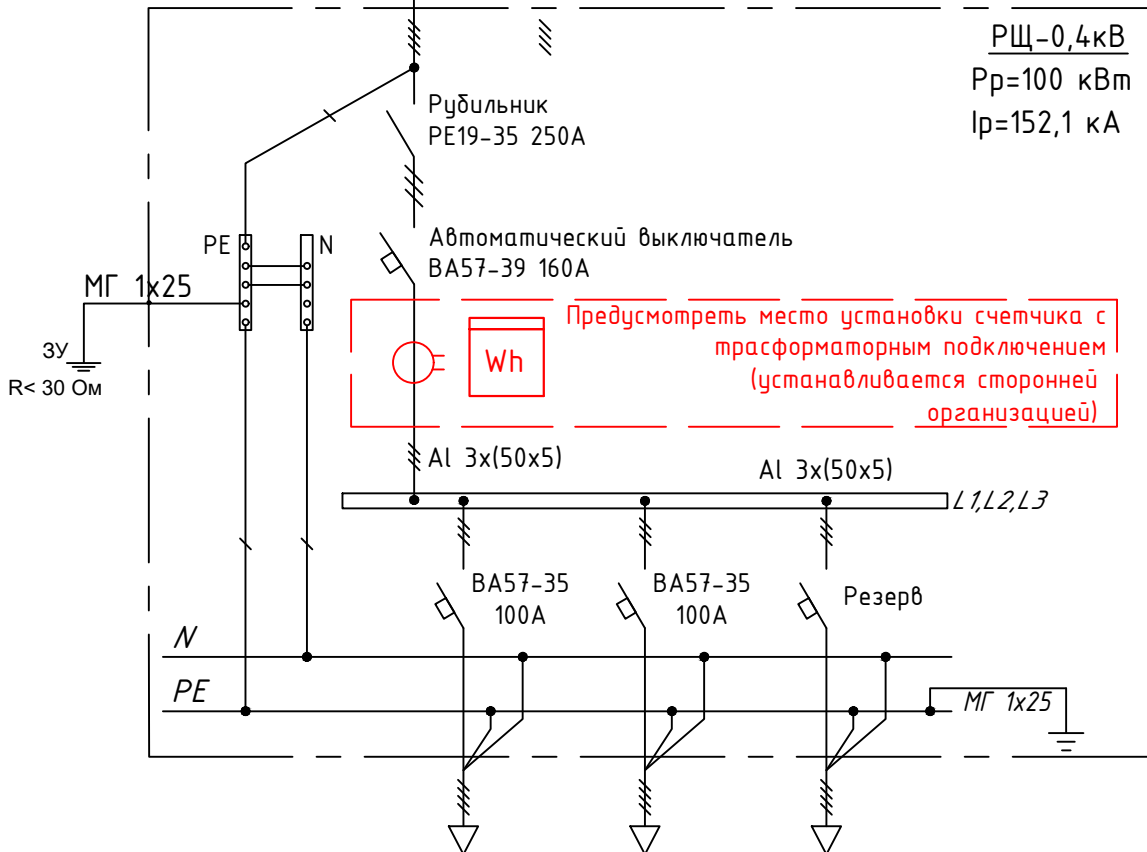 РЩ-0,4кВ
Рр=100 кВт
Iр=152,1 кА
Рубильник
РЕ19-35 250А
Автоматический выключатель
ВА57-39 160А
PE
N
МГ 1х25
ЗУ
R< 30 Ом
Предусмотреть место установки счетчика с
трасформаторным подключением
(устанавливается сторонней
организацией)
Wh
Al 3x(50x5)
Al 3x(50x5)
L1,L2,L3
ВА57-35
100А
ВА57-35
100А
Резерв
N
PE
МГ 1х25